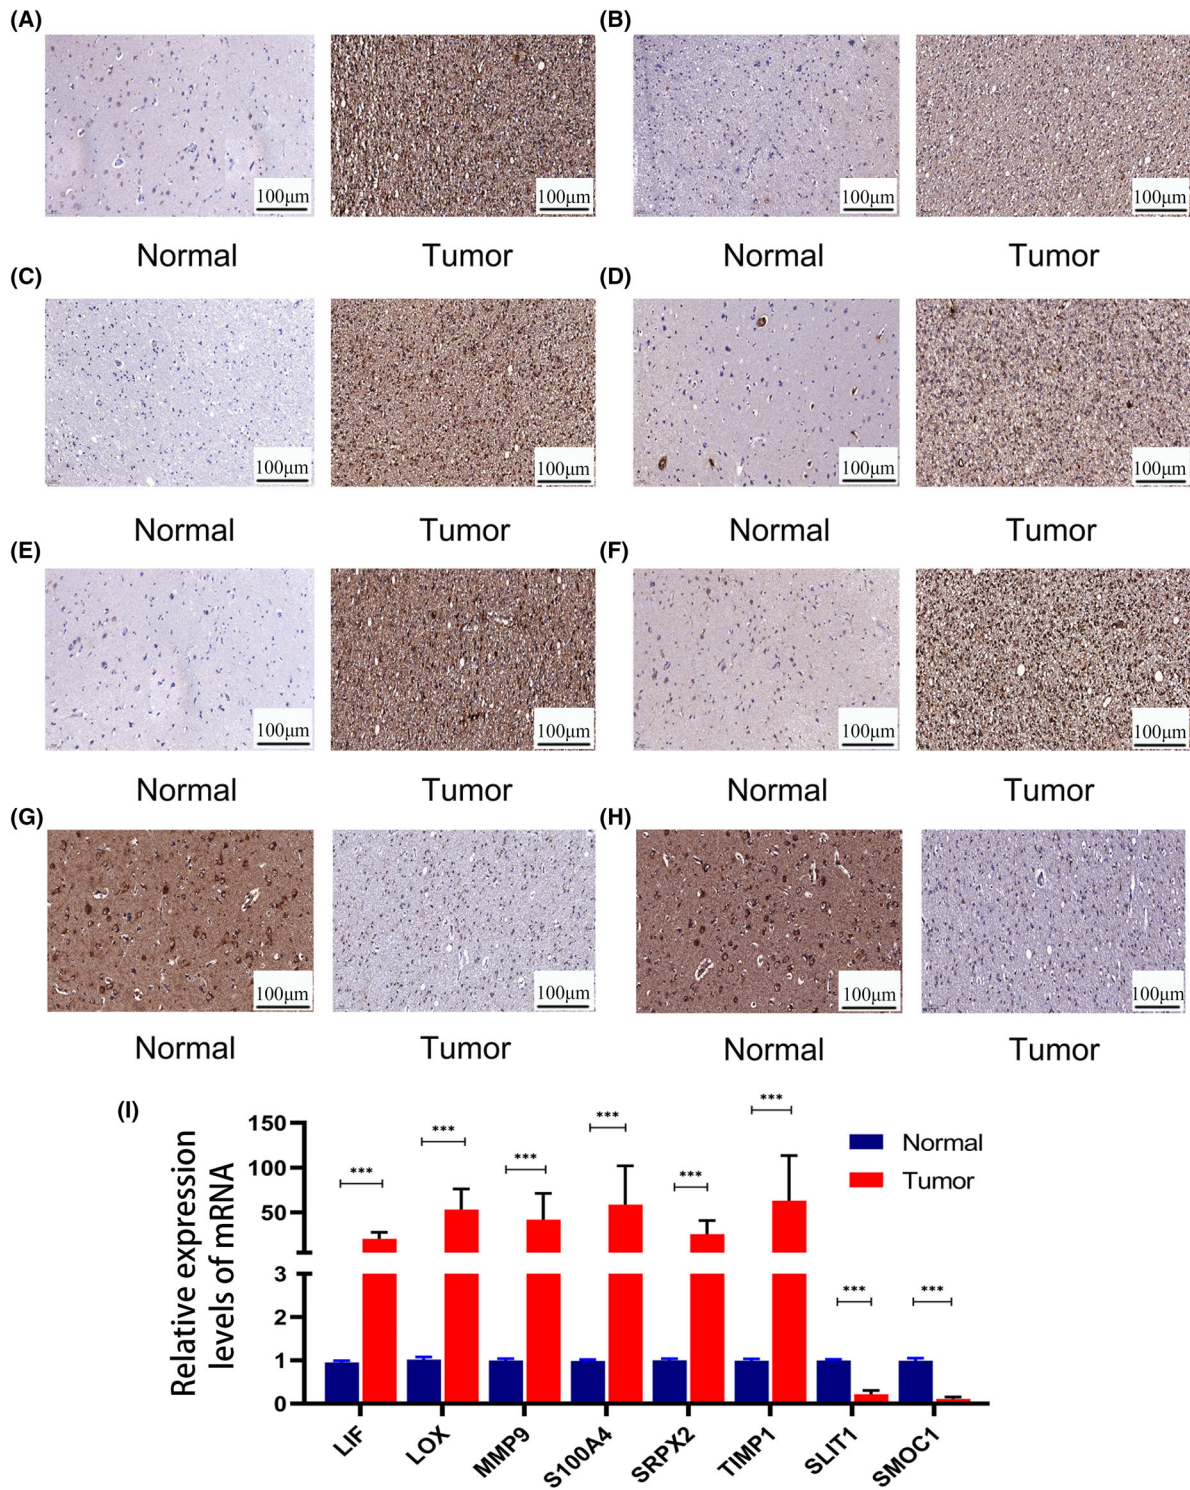 (A) (B)
100µm 100µm 100µm 100µm
Normal Tumor Normal Tumor
(C) (D)
100µm 100µm 100µm 100µm
Normal Tumor Normal Tumor
(E) (F)
100µm 100µm 100µm 100µm
Normal Tumor Normal Tumor
(G) (H)
100µm 100µm 100µm 100µm
Normal Tumor Normal Tumor
(I)
Relative expression
levels of mRNA
150
100
50
3
2
1
0
*** *** *** *** *** *** *** ***
Normal
Tumor
LIF LOX MMP9 S100A4 SRPX2 TIMP1 SLIT1 SMOC1